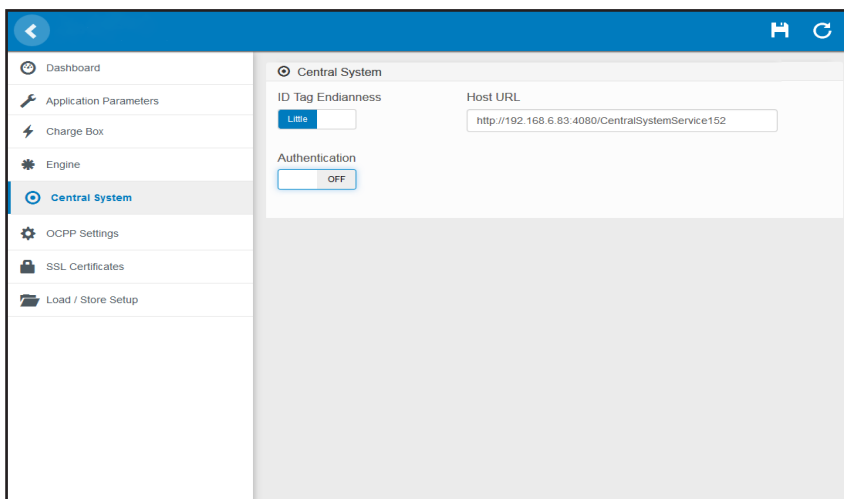 Dashboard
Application Parameters
Charge Box
Engine
Central System
OCPP Settings
SSL Certificates
Load / Store Setup
Central System
ID Tag Endianness
Little
Host URL
http://192.168.6.83:4080/CentralSystemService152
Authentication
OFF